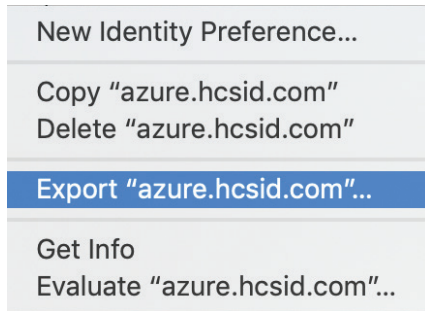 New Identity Preference...
Copy “azure.hcsid.com”
Delete “azure.hcsid.com”
Export “azure.hcsid.com”...
Get Info
Evaluate “azure.hcsid.com”...